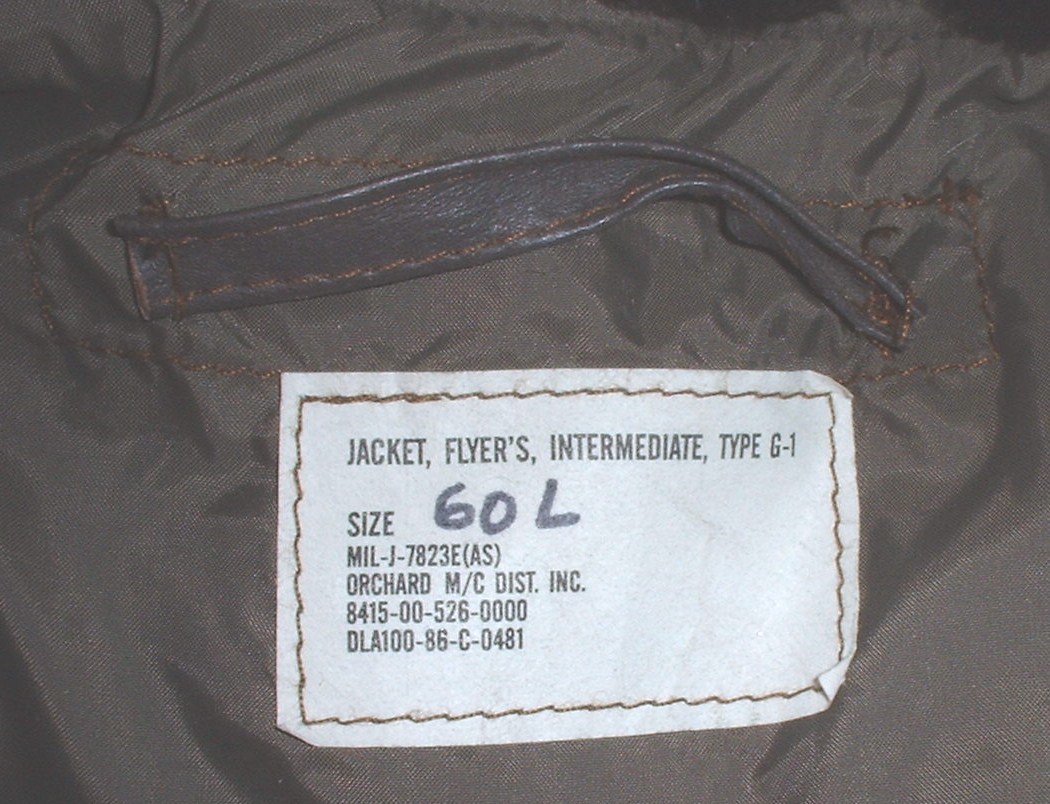 JACKET, FLYER'S, INTERMEDIATE, TYPE G-1
SIZE 60 L
MIL-J-7823E(AS)
ORCHARD M/C DIST. INC.
8415-00-526-0000
DLA100-86-C-0481